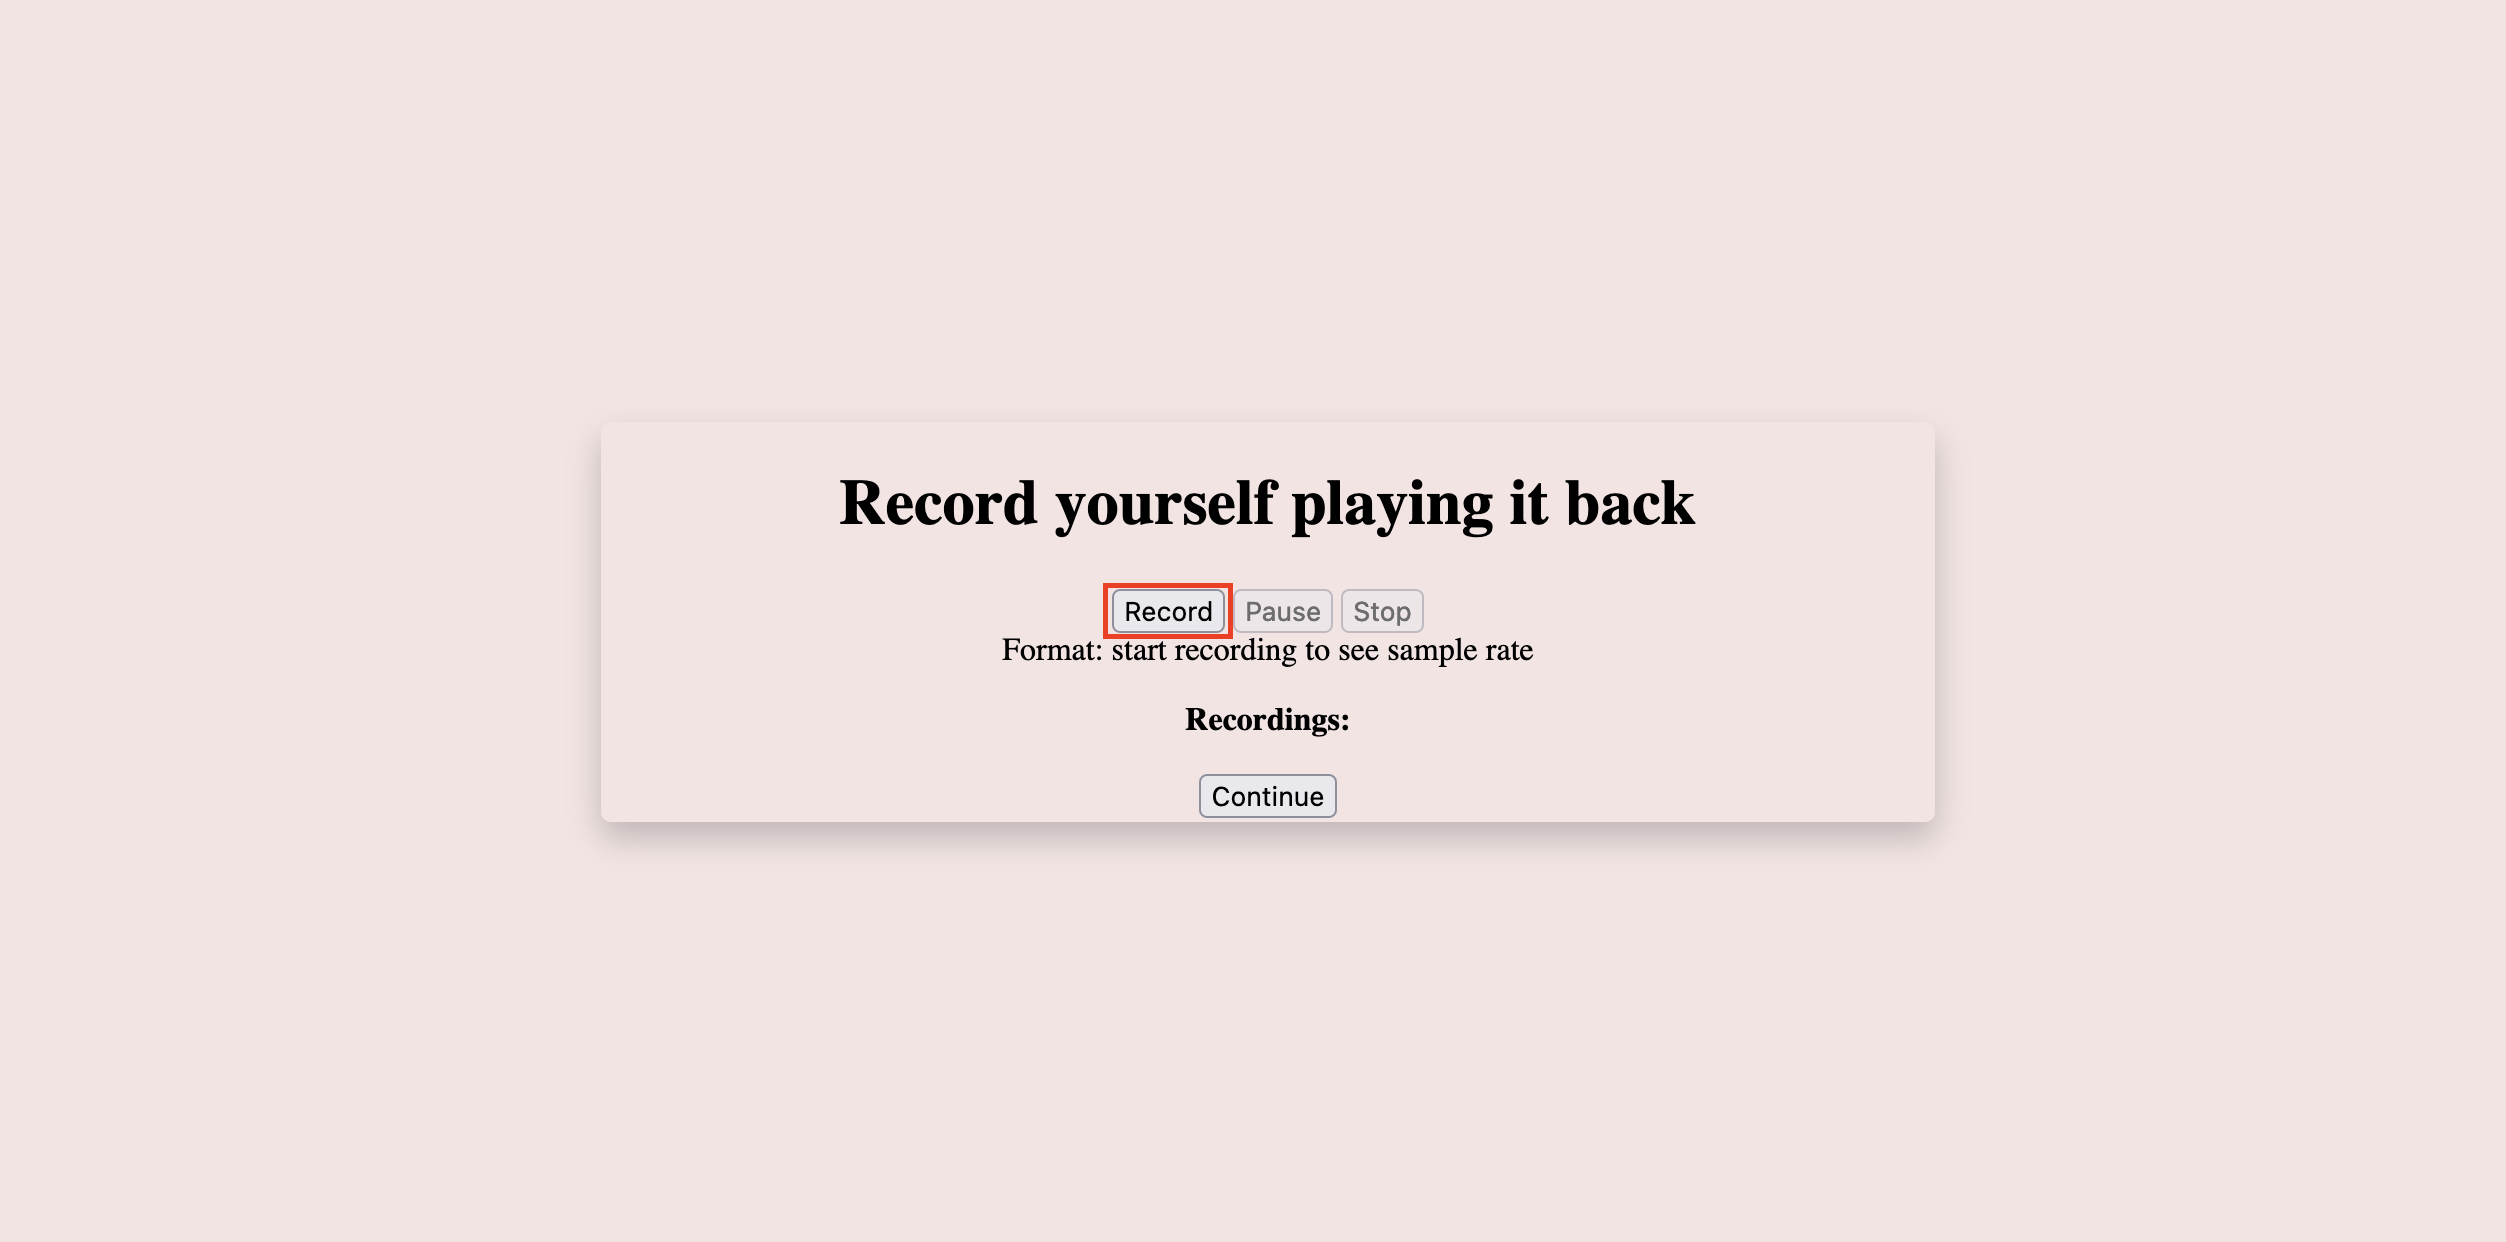 Record yourself playing it back
Record Pause Stop
Format: start recording to see sample rate
Recordings:
Continue